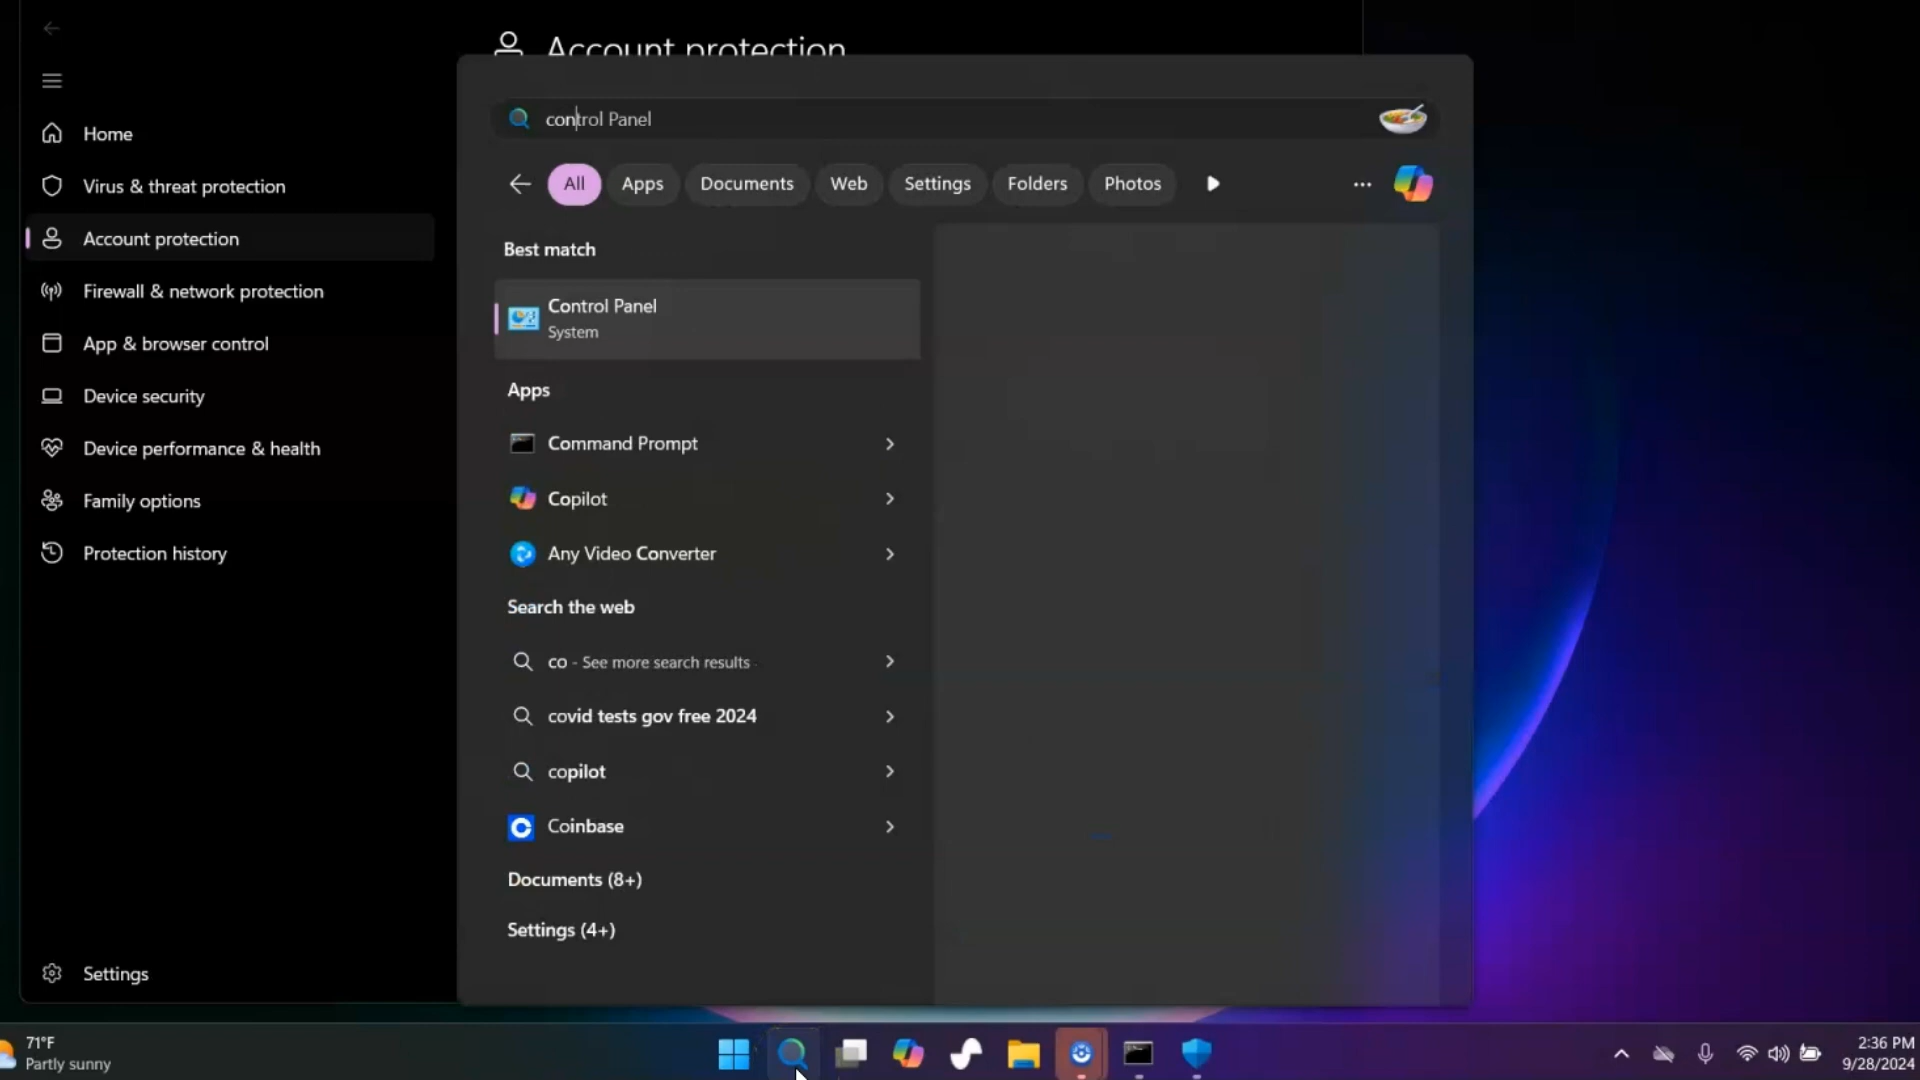 Account protection
Home
Virus & threat protection
Account protection
Firewall & network protection
App & browser control
Device security
Device performance & health
Family options
Protection history
Settings
control Panel
All Apps Documents Web Settings Folders Photos
Best match
Control Panel
System
Apps
Command Prompt
Copilot
Any Video Converter
Search the web
co - See more search results
covid tests gov free 2024
copilot
Coinbase
Documents (8+)
Settings (4+)
71°F
Partly sunny
2:36 PM
9/28/2024